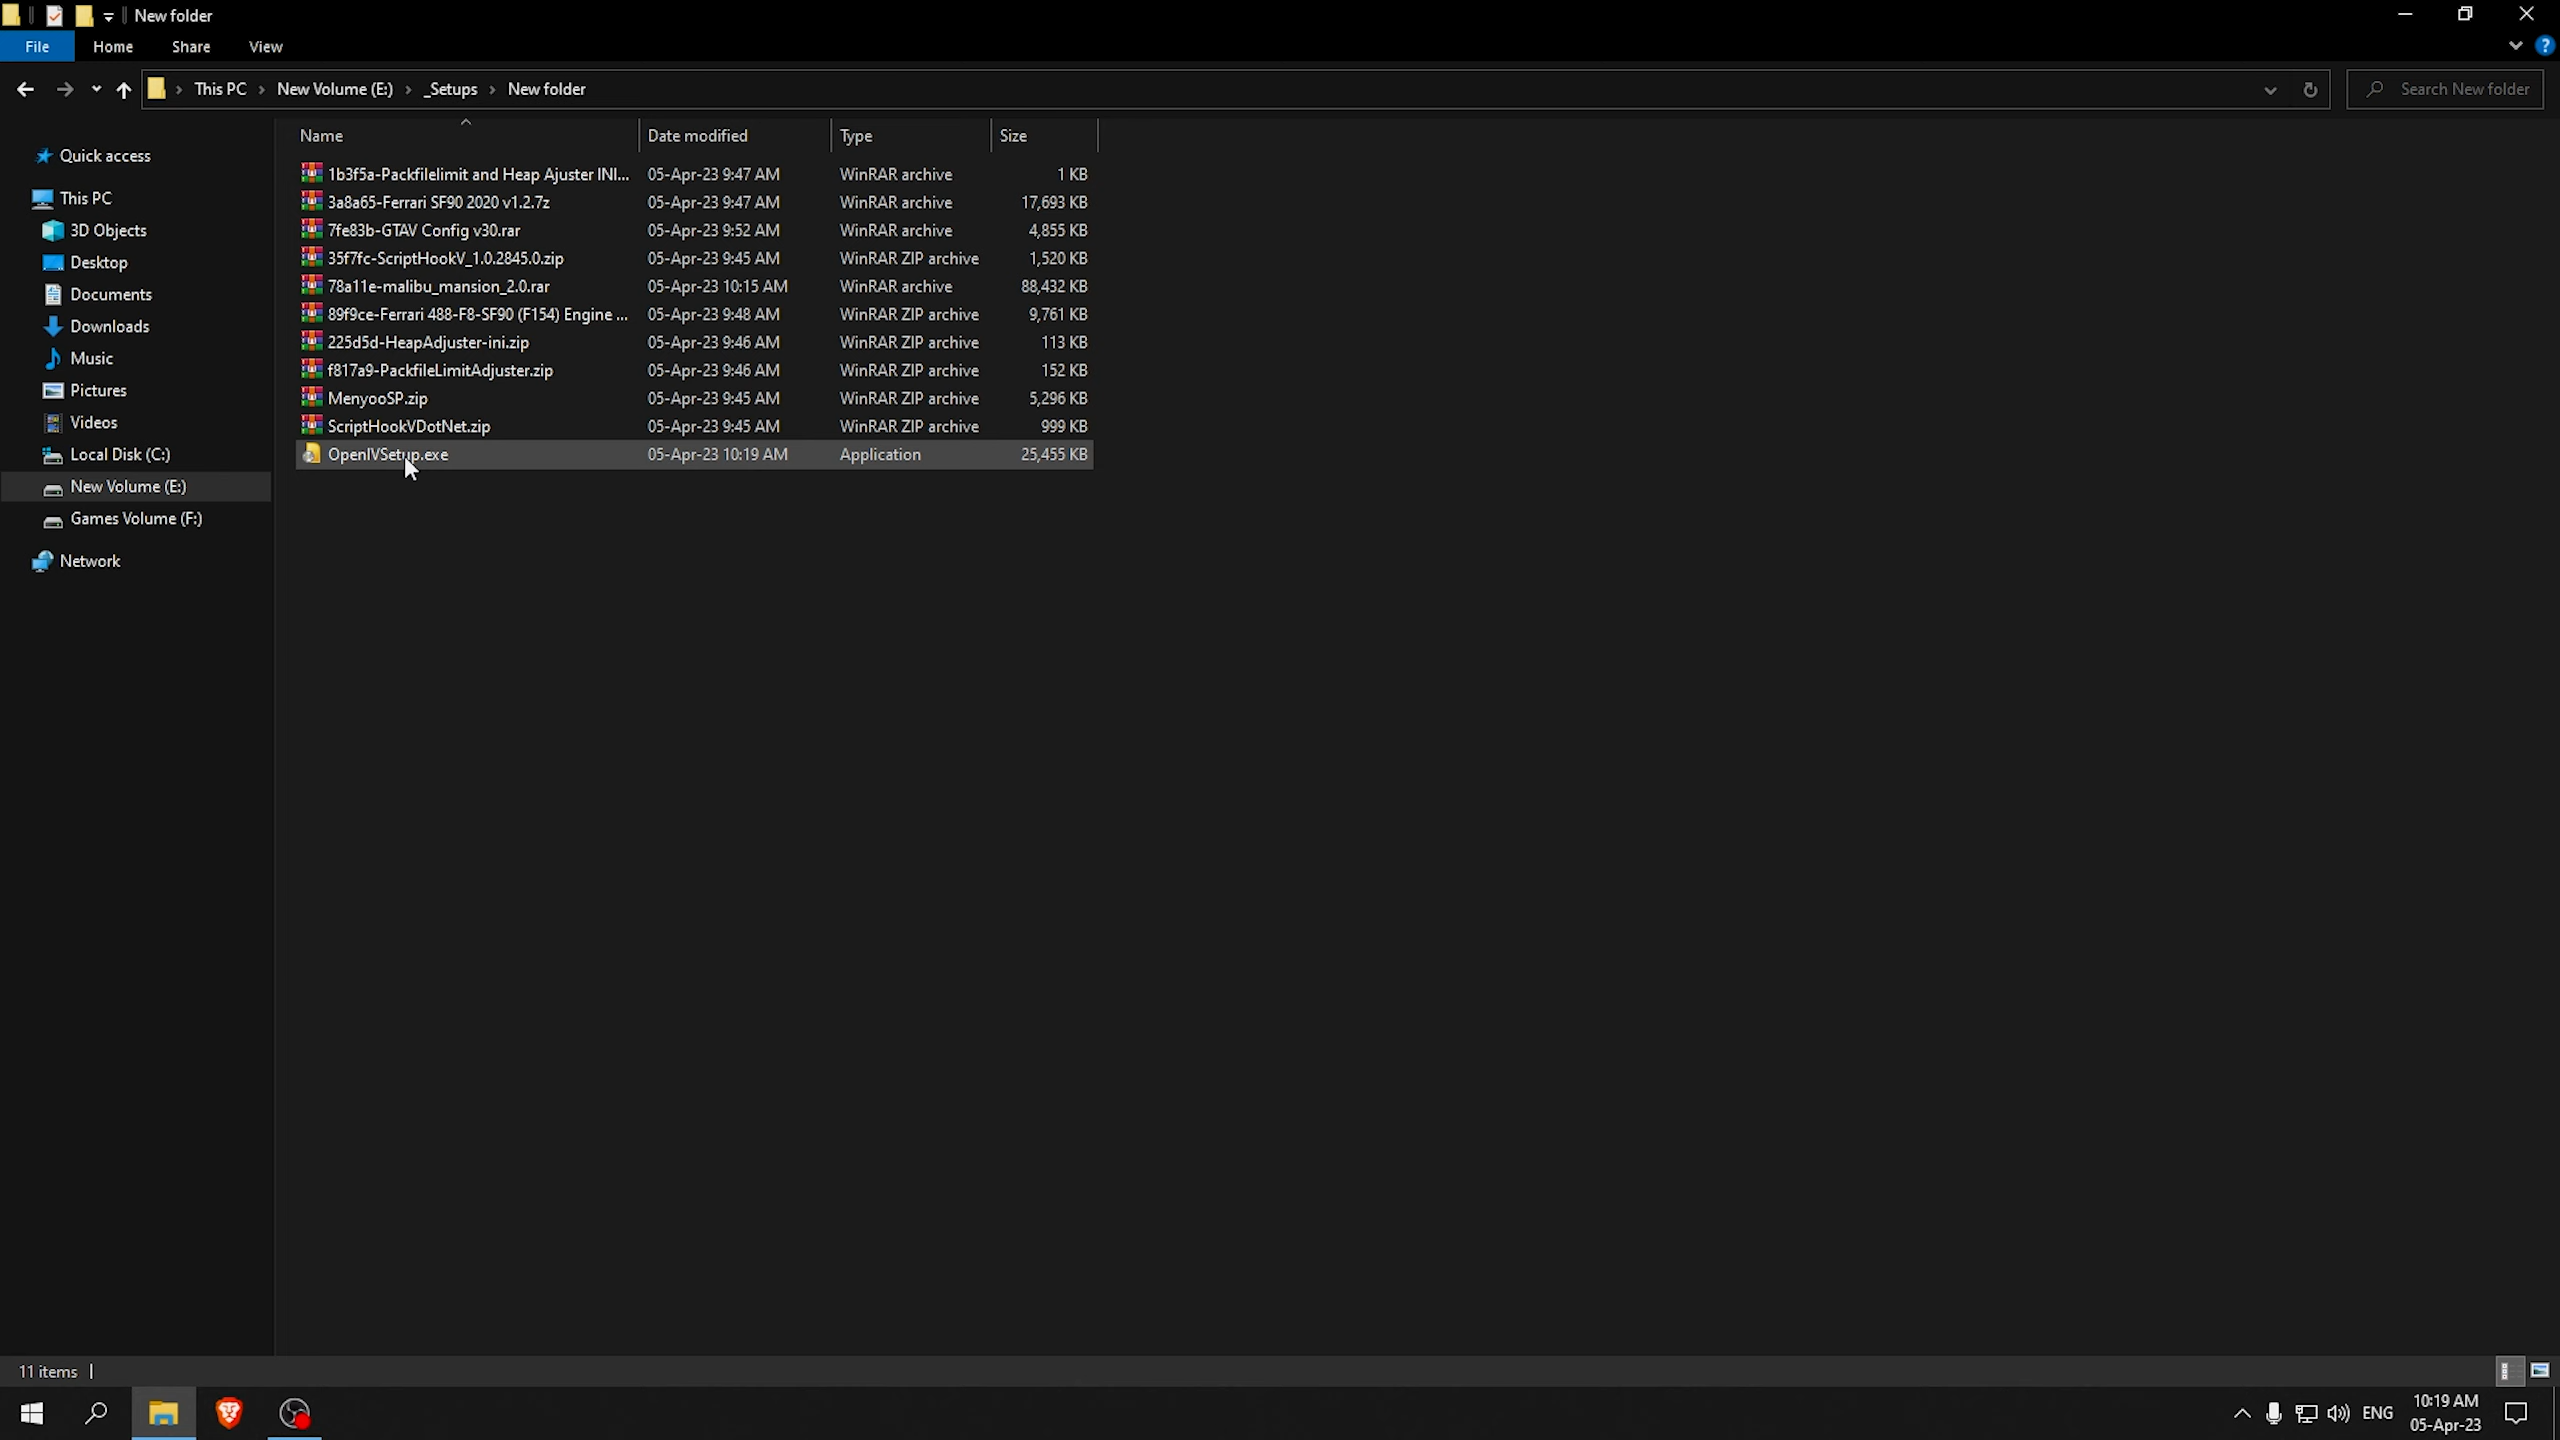 New folder
File Home Share View
This PC New Volume (E:) _Setups New folder Search New folder
Name Date modified Type Size
Quick access
This PC
3D Objects
Desktop
Documents
Downloads
Music
Pictures
Videos
Local Disk (C:)
New Volume (E:)
Games Volume (F:)
Network
1b3f5a-Packfilelimit and Heap Ajuster INI... 05-Apr-23 9:47 AM WinRAR archive 1 KB
3a8a65-Ferrari SF90 2020 v1.2.7z 05-Apr-23 9:47 AM WinRAR archive 17,693 KB
7fe83b-GTAV Config v30.rar 05-Apr-23 9:52 AM WinRAR archive 4,855 KB
35f7fc-ScriptHookV_1.0.2845.0.zip 05-Apr-23 9:45 AM WinRAR ZIP archive 1,520 KB
78a11e-malibu_mansion_2.0.rar 05-Apr-23 10:15 AM WinRAR archive 88,432 KB
89f9ce-Ferrari 488-F8-SF90 (F154) Engine ... 05-Apr-23 9:48 AM WinRAR ZIP archive 9,761 KB
225d5d-HeapAdjuster-ini.zip 05-Apr-23 9:46 AM WinRAR ZIP archive 113 KB
f817a9-PackfileLimitAdjuster.zip 05-Apr-23 9:46 AM WinRAR ZIP archive 152 KB
MenyooSP.zip 05-Apr-23 9:45 AM WinRAR ZIP archive 5,296 KB
ScriptHookVDotNet.zip 05-Apr-23 9:45 AM WinRAR ZIP archive 999 KB
OpenIVSetup.exe 05-Apr-23 10:19 AM Application 25,455 KB
11 items
ENG
10:19 AM
05-Apr-23